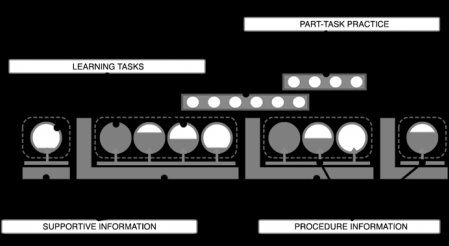 PART-TASK PRACTICE
LEARNING TASKS
SUPPORTIVE INFORMATION
PROCEDURE INFORMATION